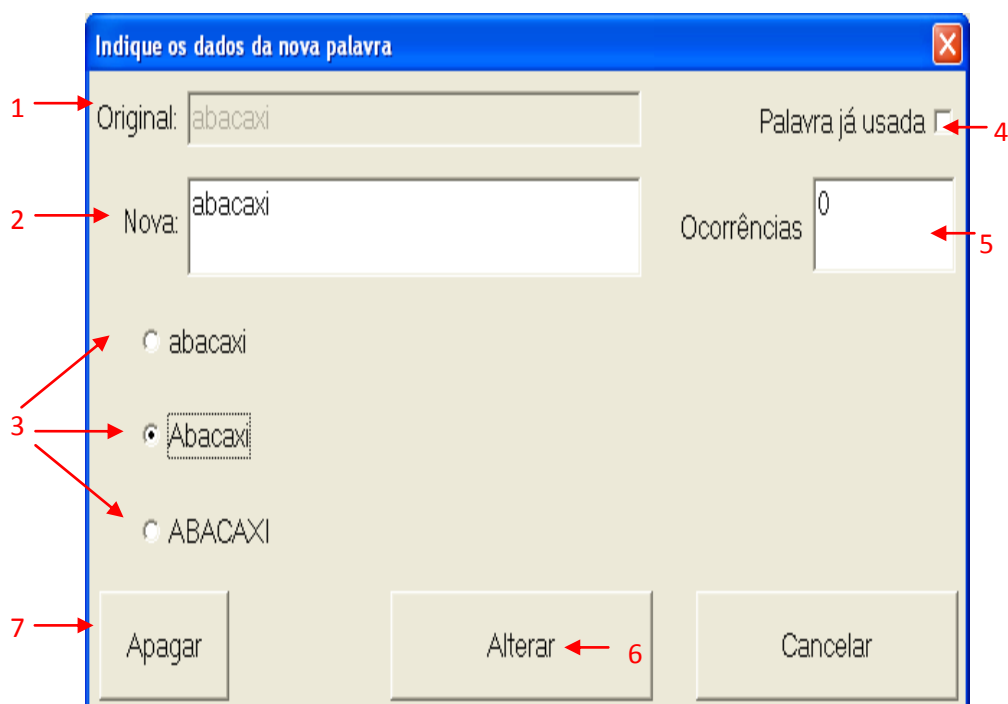 Indique os dados da nova palavra
1 Original: abacaxi Palavra já usada 4
2 Nova: abacaxi Ocorrências 0 5
abacaxi
3 Abacaxi
ABACAXI
7 Apagar Alterar 6 Cancelar